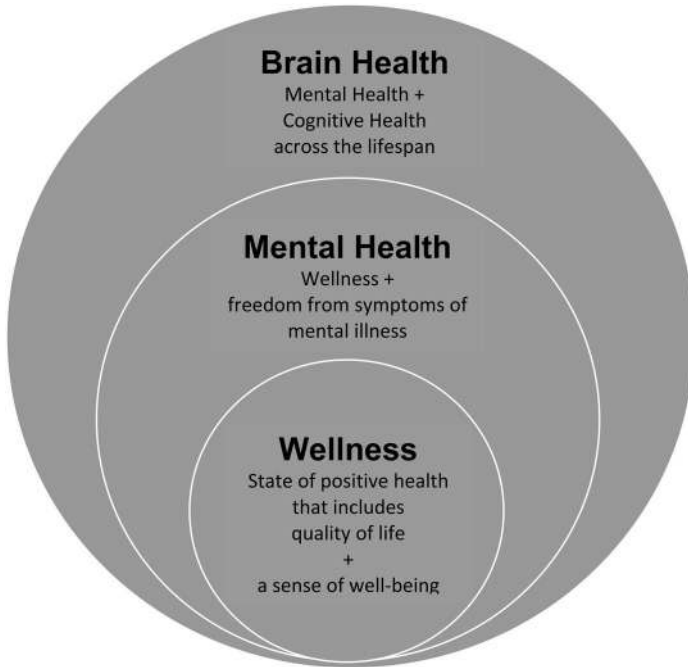 Brain Health
Mental Health +
Cognitive Health
across the lifespan
Mental Health
Wellness +
freedom from symptoms of
mental illness
Wellness
State of positive health
that includes
quality of life
+
a sense of well-being